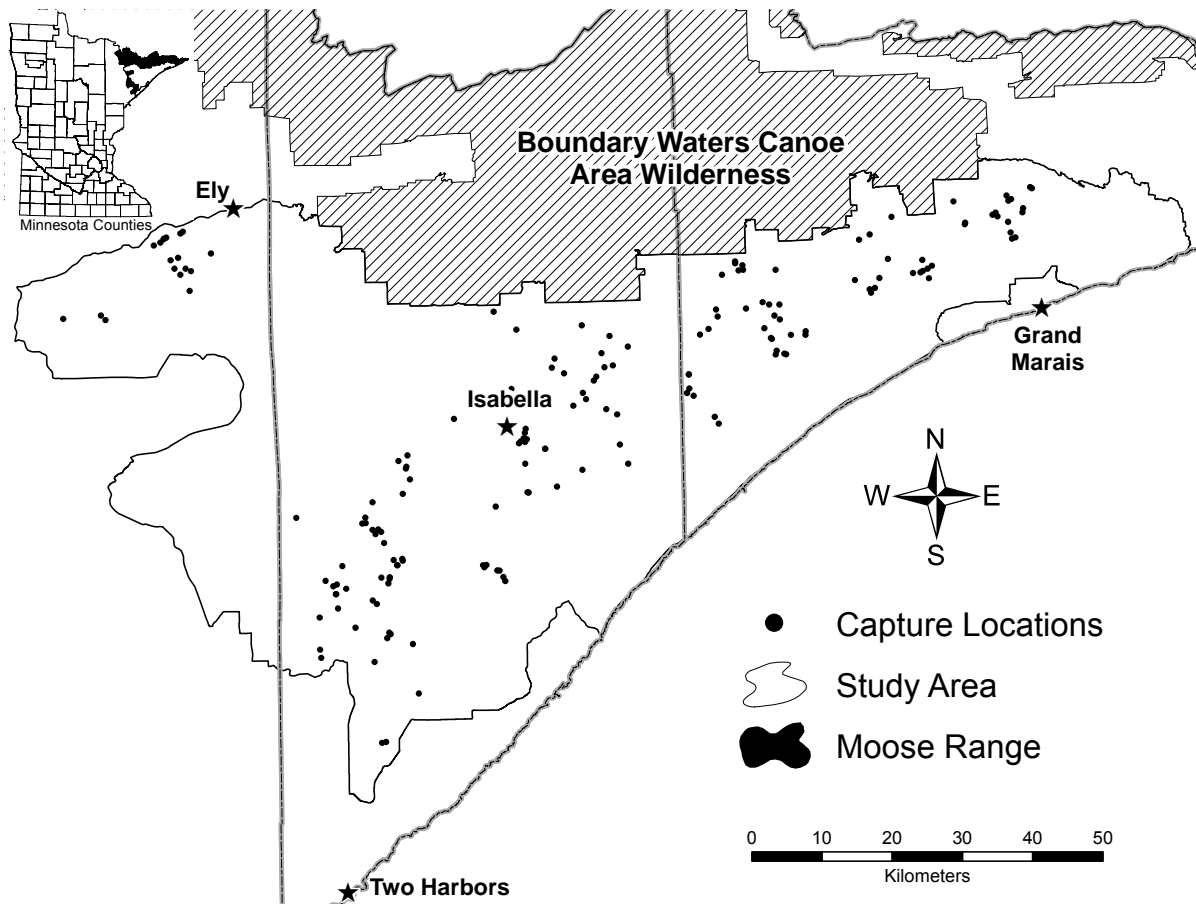 Boundary Waters Canoe
Area Wilderness
Ely
Minnesota Counties
Grand
Marais
Isabella
N
W E
S
Capture Locations
Study Area
Moose Range
0 10 20 30 40 50
Kilometers
Two Harbors